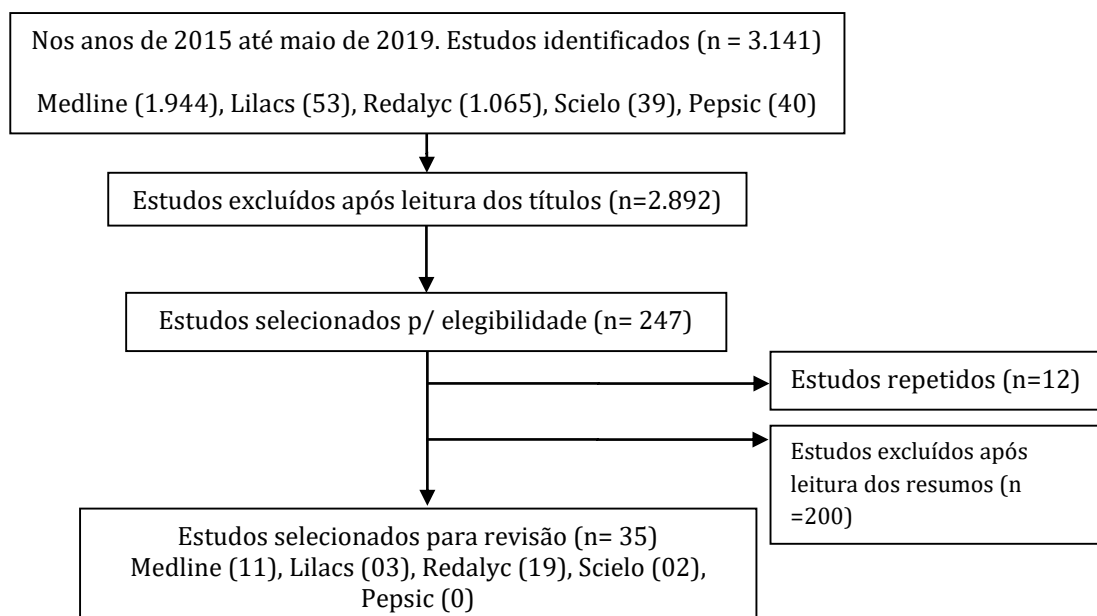 Nos anos de 2015 até maio de 2019. Estudos identificados (n = 3.141)
Medline (1.944), Lilacs (53), Redalyc (1.065), Scielo (39), Pepsic (40)
Estudos excluídos após leitura dos títulos (n=2.892)
Estudos selecionados p/ elegibilidade (n= 247)
Estudos repetidos (n=12)
Estudos excluídos após
leitura dos resumos (n
=200)
Estudos selecionados para revisão (n= 35)
Medline (11), Lilacs (03), Redalyc (19), Scielo (02),
Pepsic (0)